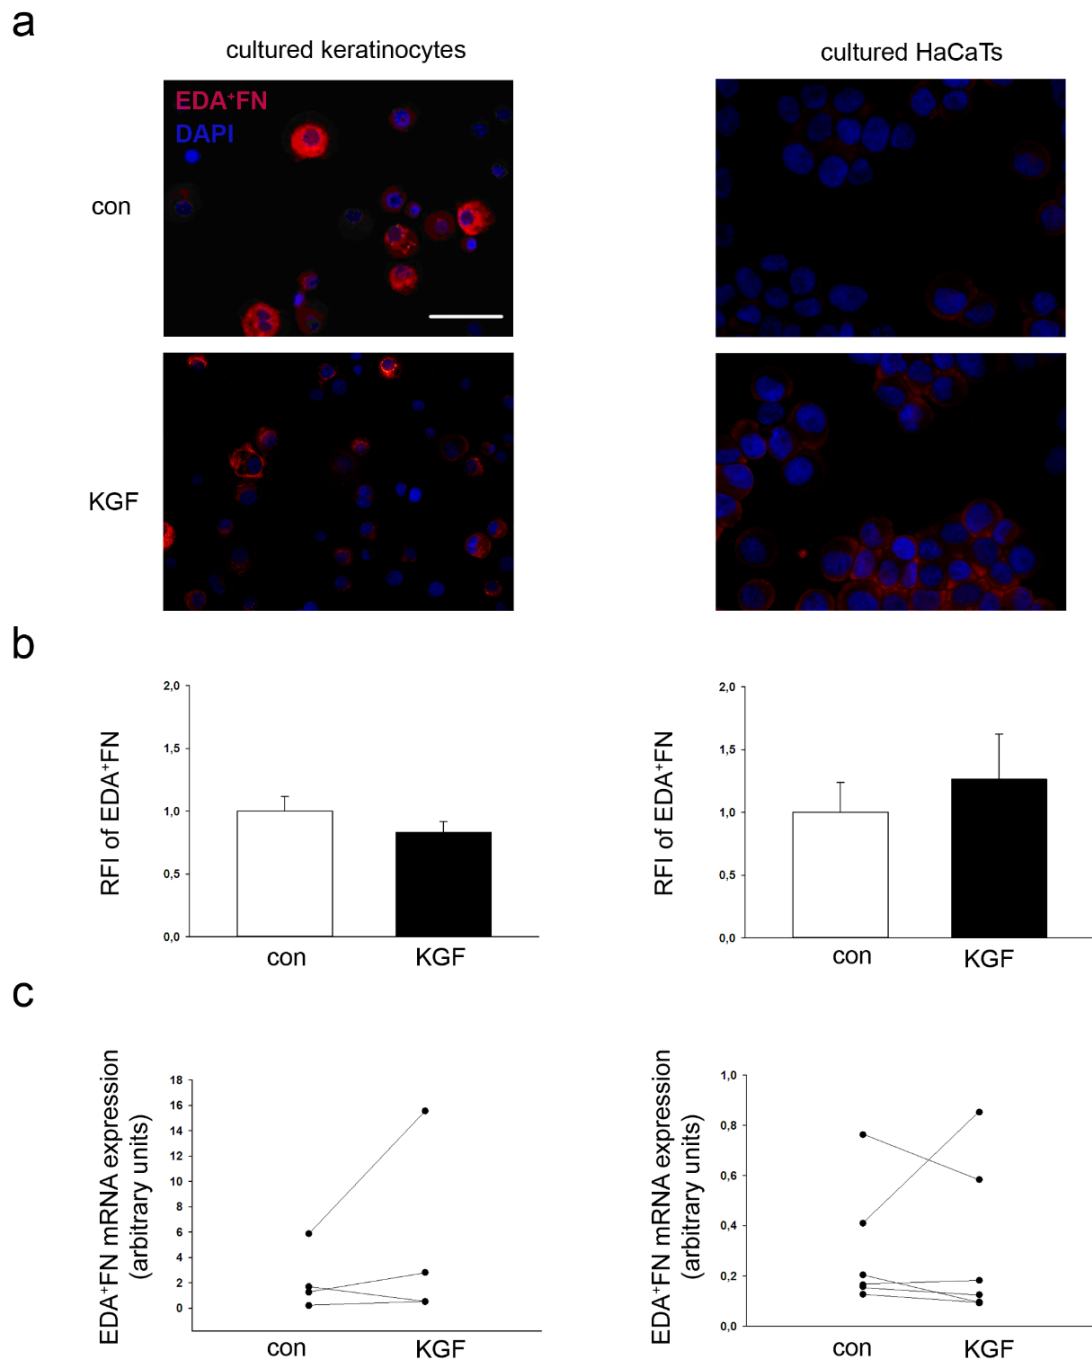 a
cultured keratinocytes
cultured HaCaTs
EDA⁺FN
DAPI
con
KGF
b
RFI of EDA⁺FN
2,0
1,5
1,0
0,5
0,0
con
KGF
RFI of EDA⁺FN
2,0
1,5
1,0
0,5
0,0
con
KGF
c
EDA⁺FN mRNA expression
(arbitrary units)
18
16
14
12
10
8
6
4
2
0
con
KGF
EDA⁺FN mRNA expression
(arbitrary units)
1,0
0,8
0,6
0,4
0,2
0,0
con
KGF